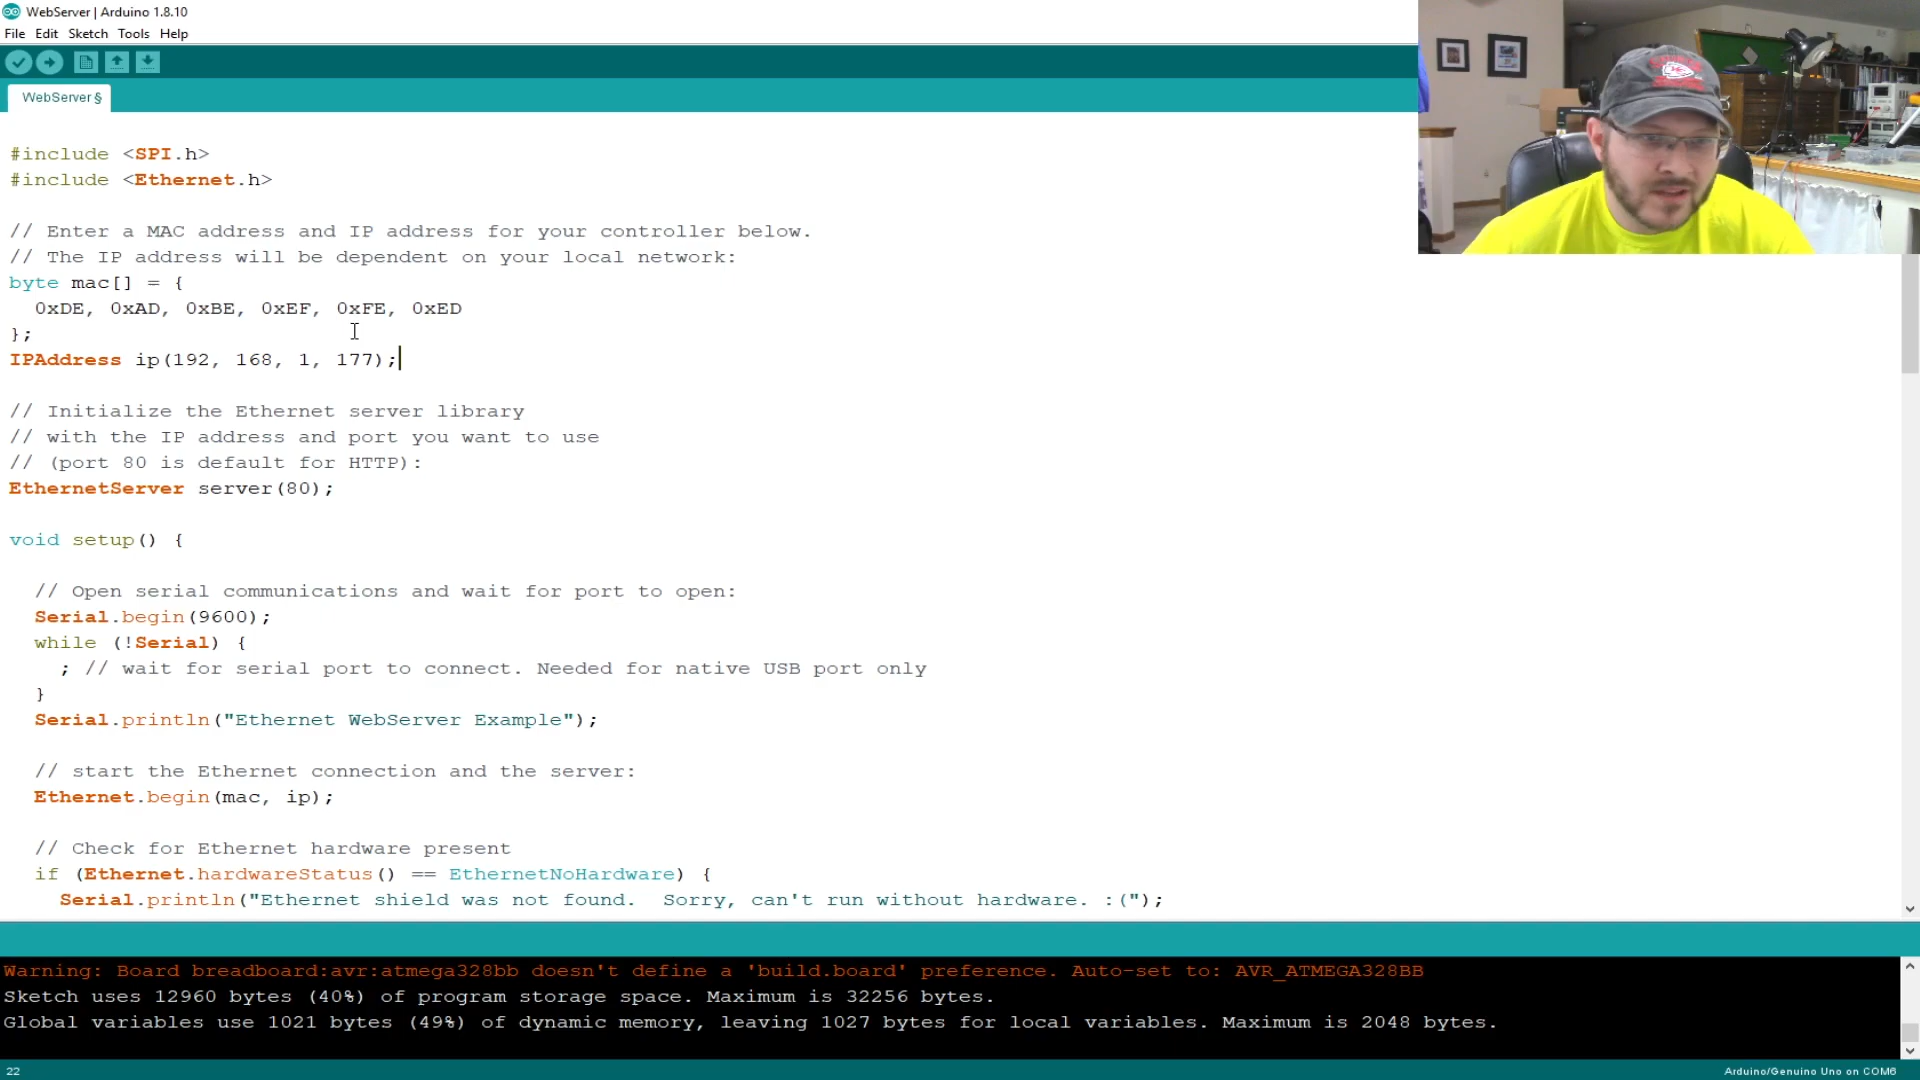 WebServer | Arduino 1.8.10
File Edit Sketch Tools Help
WebServer §
#include <SPI.h>
#include <Ethernet.h>
// Enter a MAC address and IP address for your controller below.
// The IP address will be dependent on your local network:
byte mac[] = {
0xDE, 0xAD, 0xBE, 0xEF, 0xFE, 0xED
};
IPAddress ip(192, 168, 1, 177);
// Initialize the Ethernet server library
// with the IP address and port you want to use
// (port 80 is default for HTTP):
EthernetServer server(80);
void setup() {
// Open serial communications and wait for port to open:
Serial.begin(9600);
while (!Serial) {
; // wait for serial port to connect. Needed for native USB port only
}
Serial.println("Ethernet WebServer Example");
// start the Ethernet connection and the server:
Ethernet.begin(mac, ip);
// Check for Ethernet hardware present
if (Ethernet.hardwareStatus() == EthernetNoHardware) {
Serial.println("Ethernet shield was not found.  Sorry, can't run without hardware. :(");
Warning: Board breadboard:avr:atmega328bb doesn't define a 'build.board' preference. Auto-set to: AVR_ATMEGA328BB
Sketch uses 12960 bytes (40%) of program storage space. Maximum is 32256 bytes.
Global variables use 1021 bytes (49%) of dynamic memory, leaving 1027 bytes for local variables. Maximum is 2048 bytes.
22
Arduino/Genuino Uno on COM6